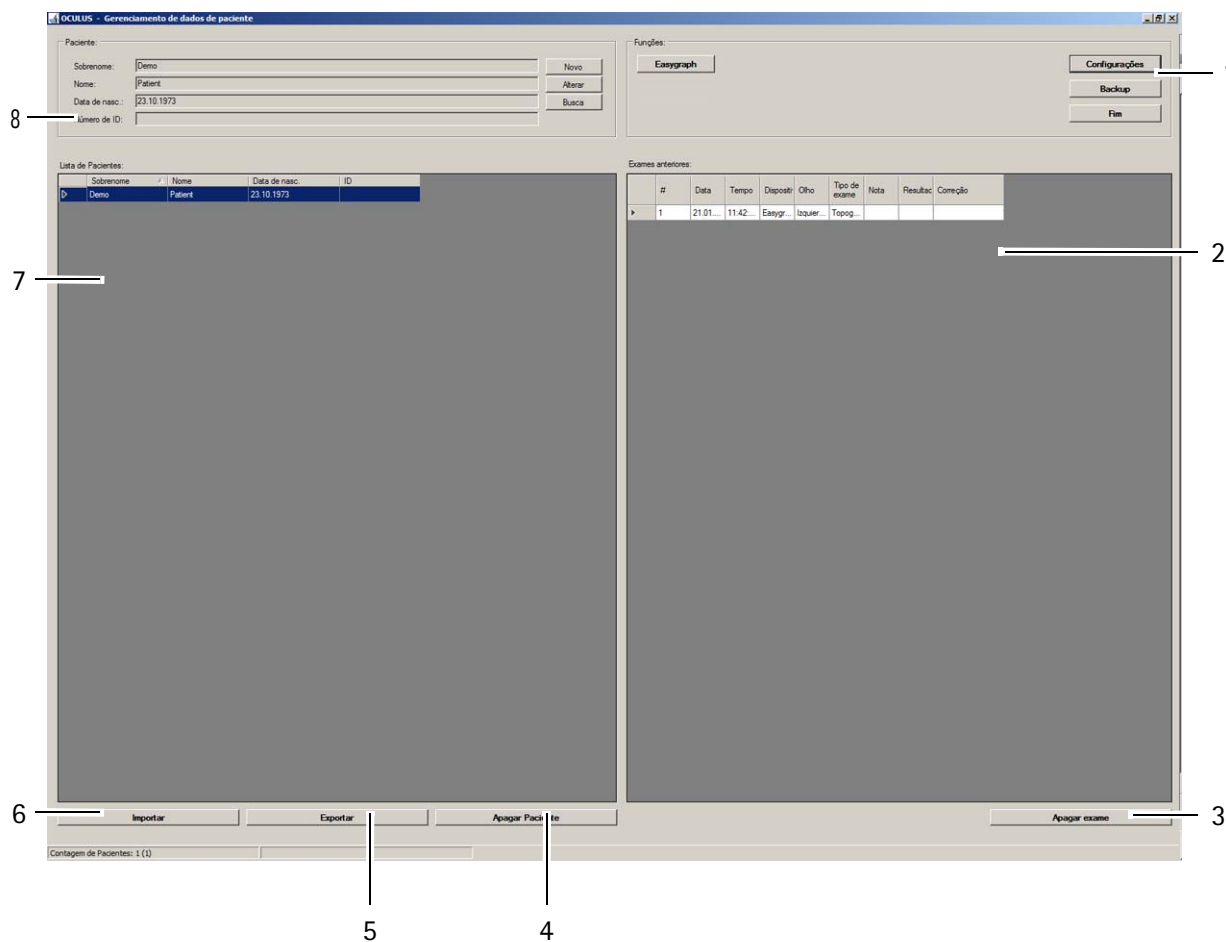 OCULUS - Gerenciamento de dados de paciente
Paciente:
Sobrenome: Demo Novo
Nome: Patient Alterar
Data de nasc.: 23.10.1973 Busca
Número de ID:
Funções:
Easygraph Configurações
Backup
Fim
8
Lista de Pacientes:
Sobrenome Nome Data de nasc. ID
Demo Patient 23.10.1973
Exames anteriores:
# Data Tempo Dispositi Olho Tipo de exame Nota Resultac Correção
1 21.01.... 11:42:... Easygr... Izquier... Topog...
2
7
6
Importar Exportar Apagar Paciente
Apagar exame
3
Contagem de Pacientes: 1 (1)
5 4